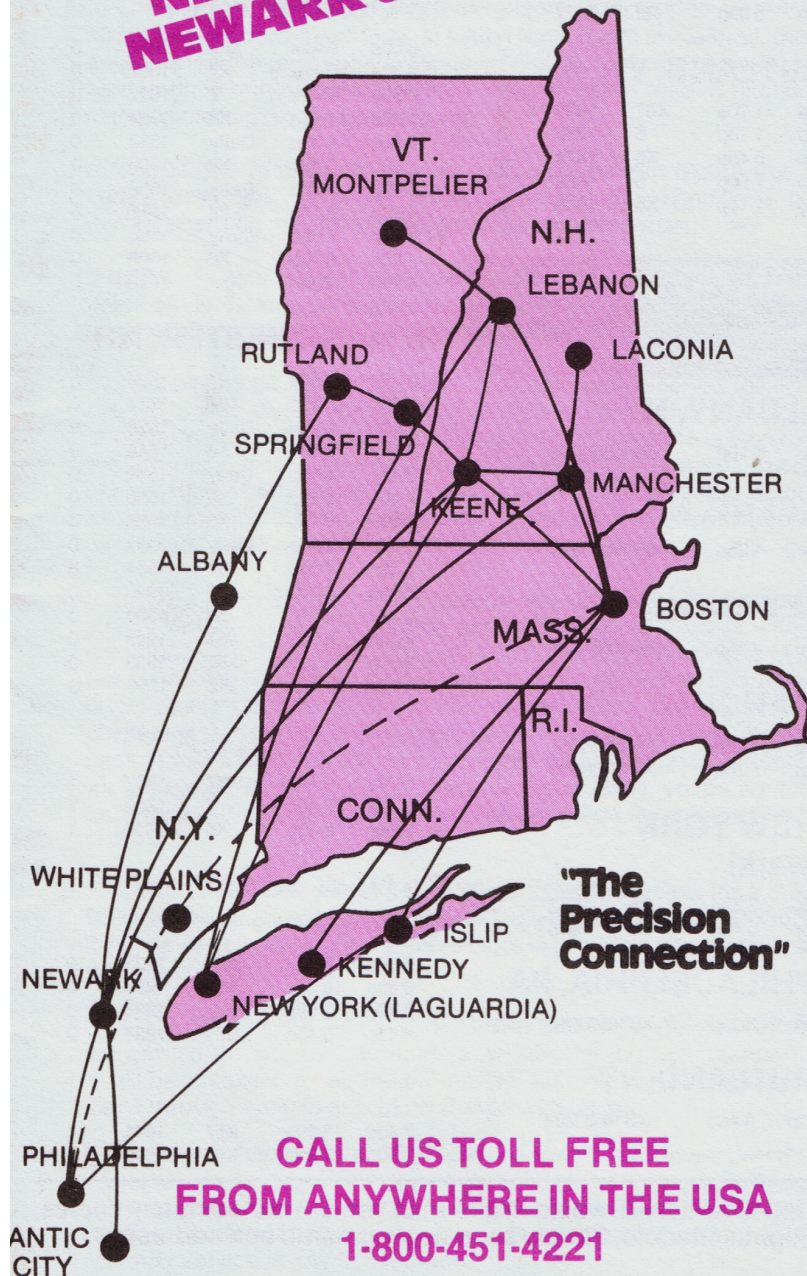 NEWARK
VT.
MONTPELIER
N.H.
LEBANON
RUTLAND
LACONIA
SPRINGFIELD
KEENE
MANCHESTER
ALBANY
BOSTON
MASS.
R.I.
CONN.
N.Y.
WHITE PLAINS
"The
Precision
Connection"
ISLIP
KENNEDY
NEWARK
NEW YORK (LAGUARDIA)
PHILADELPHIA
CALL US TOLL FREE
FROM ANYWHERE IN THE USA
1-800-451-4221
ANTIC
CITY